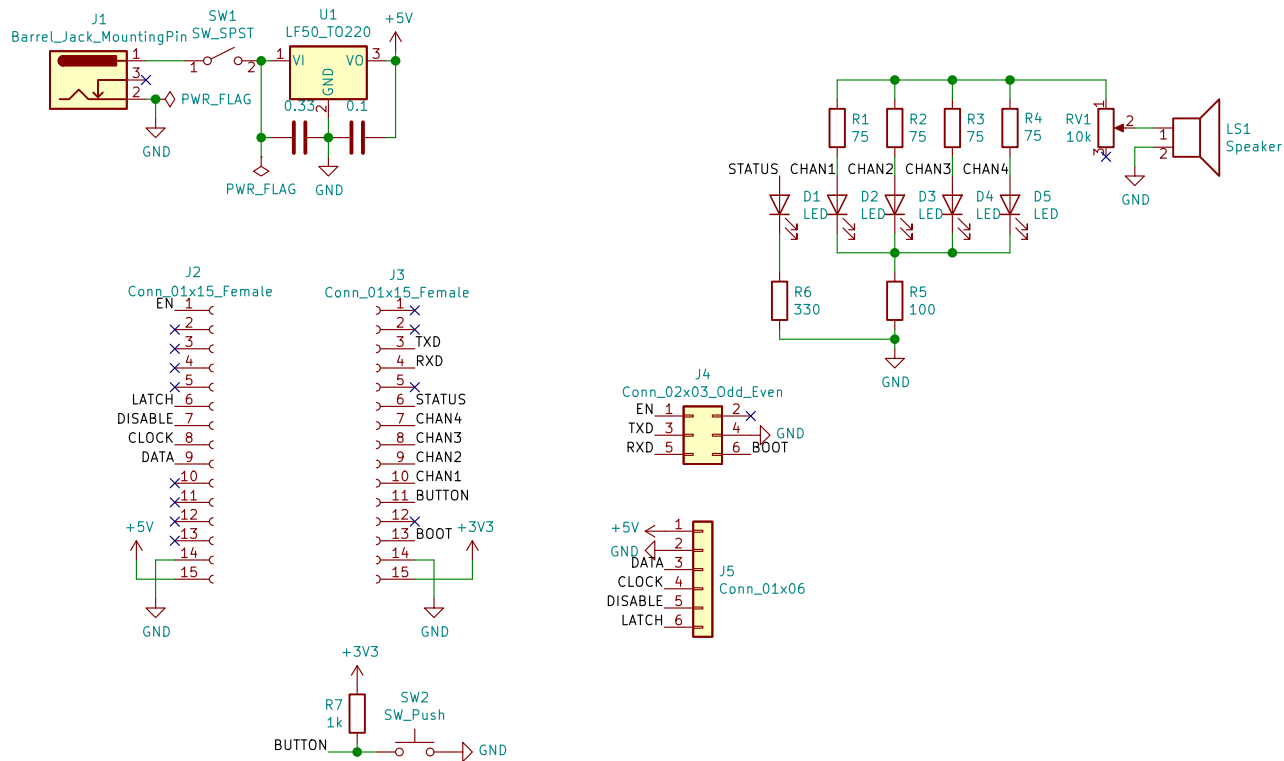 J1
Barrel_Jack_MountingPin
1
3
2
PWR_FLAG
GND
SW1
SW_SPST
1
2
U1
LF50_TO220
1
VI
VO
3
GND
2
+5V
0.33
0.1
PWR_FLAG
GND
R1
75
R2
75
R3
75
R4
75
RV1
10k
1
2
3
1
2
LS1
Speaker
GND
STATUS
CHAN1
CHAN2
CHAN3
CHAN4
D1
LED
D2
LED
D3
LED
D4
LED
D5
LED
R6
330
R5
100
GND
J2
Conn_01x15_Female
EN
1
2
3
4
5
LATCH
6
DISABLE
7
CLOCK
8
DATA
9
10
11
12
13
14
15
+5V
GND
J3
Conn_01x15_Female
1
2
3
TXD
4
RXD
5
6
STATUS
7
CHAN4
8
CHAN3
9
CHAN2
10
CHAN1
11
BUTTON
12
13
BOOT
14
15
+3V3
GND
J4
Conn_02x03_Odd_Even
EN
1
2
TXD
3
4
GND
RXD
5
6
BOOT
+5V
1
GND
2
DATA
3
CLOCK
4
DISABLE
5
LATCH
6
J5
Conn_01x06
+3V3
R7
1k
SW2
SW_Push
BUTTON
GND